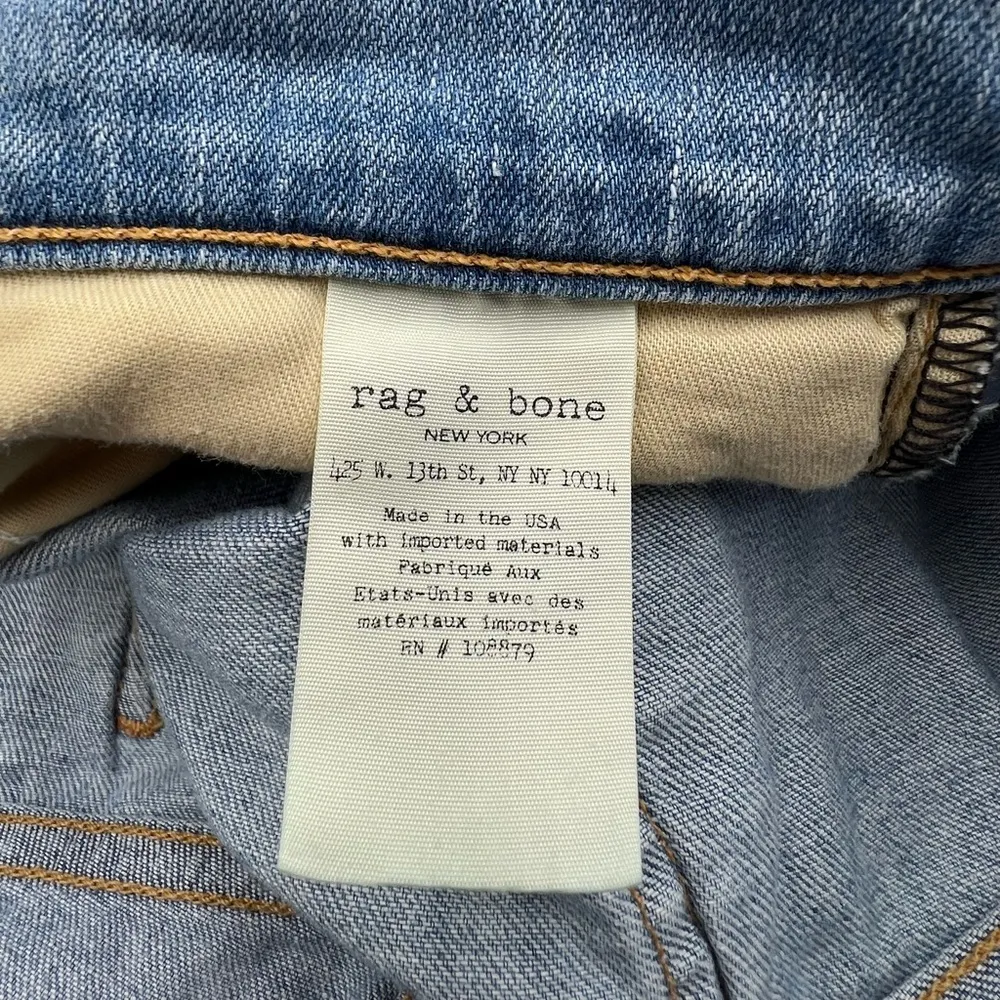 rag & bone
NEW YORK
425 W. 13th St, NY NY 10014
Made in the USA
with imported materials
Fabriqué Aux
Etats-Unis avec des
matériaux importés
RN # 108879